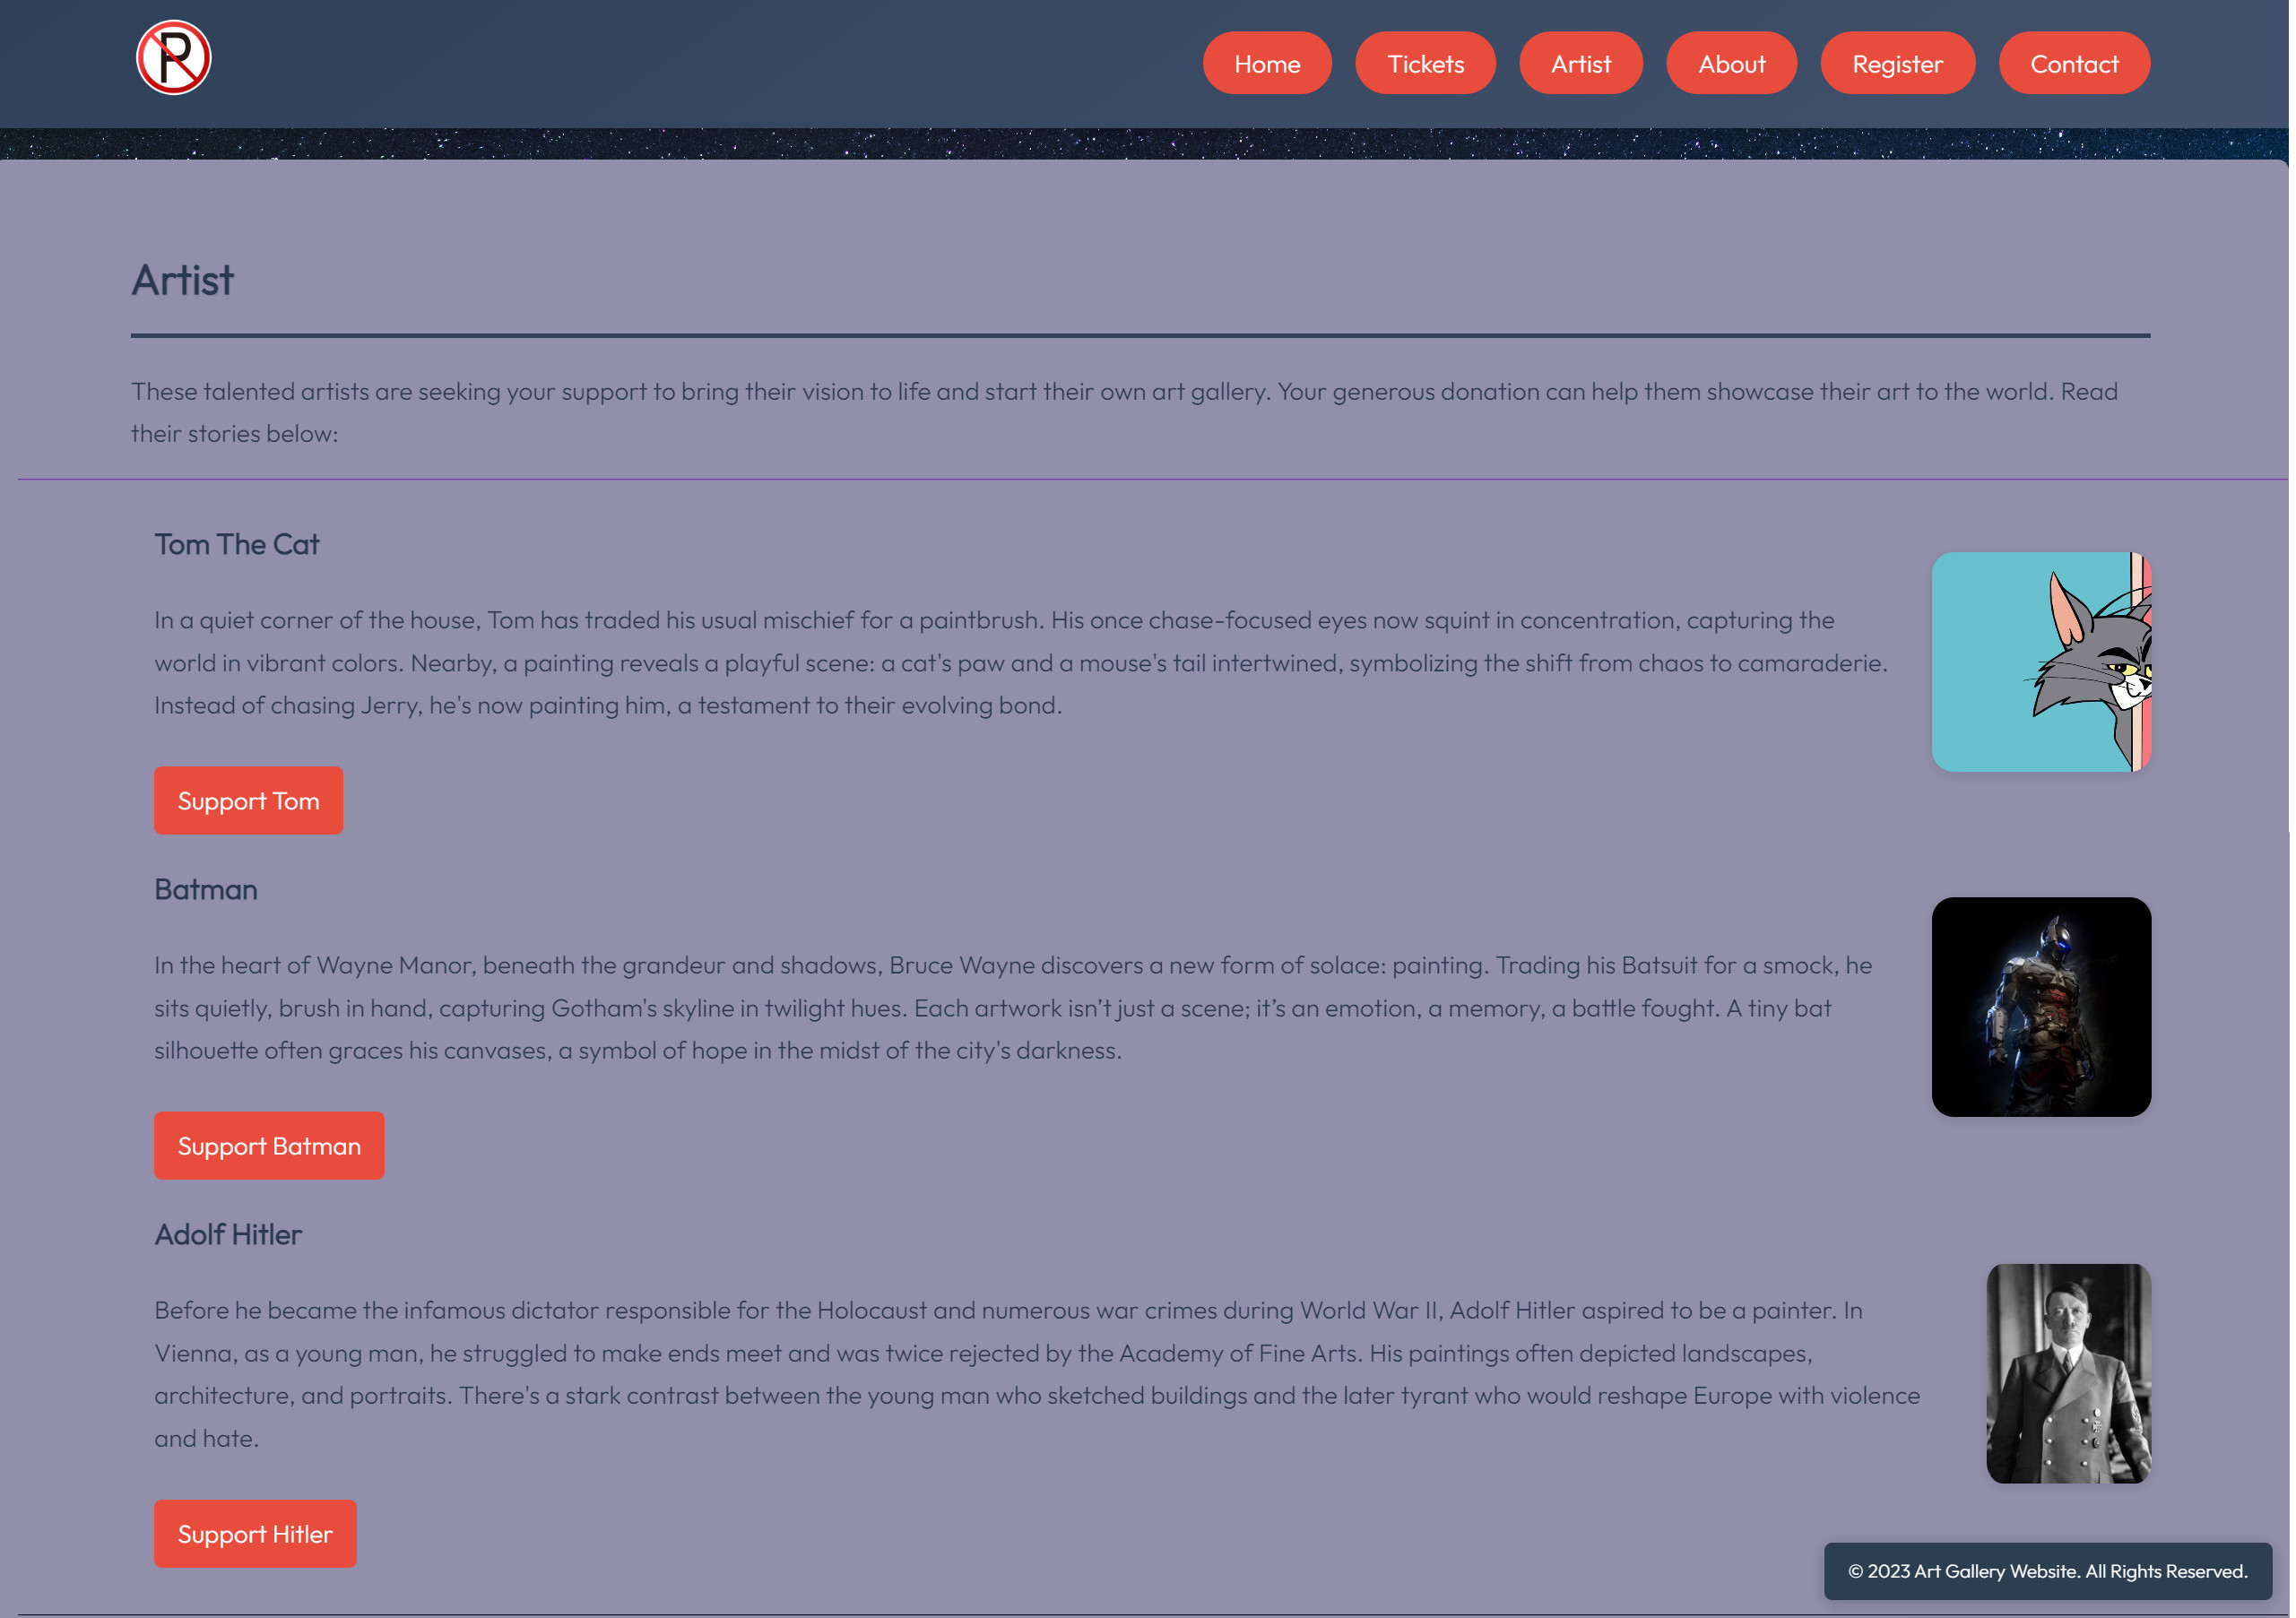 P
Home
Tickets
Artist
About
Register
Contact
Artist
These talented artists are seeking your support to bring their vision to life and start their own art gallery. Your generous donation can help them showcase their art to the world. Read
their stories below:
Tom The Cat
In a quiet corner of the house, Tom has traded his usual mischief for a paintbrush. His once chase-focused eyes now squint in concentration, capturing the
world in vibrant colors. Nearby, a painting reveals a playful scene: a cat's paw and a mouse's tail intertwined, symbolizing the shift from chaos to camaraderie.
Instead of chasing Jerry, he's now painting him, a testament to their evolving bond.
Support Tom
Batman
In the heart of Wayne Manor, beneath the grandeur and shadows, Bruce Wayne discovers a new form of solace: painting. Trading his Batsuit for a smock, he
sits quietly, brush in hand, capturing Gotham's skyline in twilight hues. Each artwork isn’t just a scene; it’s an emotion, a memory, a battle fought. A tiny bat
silhouette often graces his canvases, a symbol of hope in the midst of the city's darkness.
Support Batman
Adolf Hitler
Before he became the infamous dictator responsible for the Holocaust and numerous war crimes during World War II, Adolf Hitler aspired to be a painter. In
Vienna, as a young man, he struggled to make ends meet and was twice rejected by the Academy of Fine Arts. His paintings often depicted landscapes,
architecture, and portraits. There's a stark contrast between the young man who sketched buildings and the later tyrant who would reshape Europe with violence
and hate.
Support Hitler
© 2023 Art Gallery Website. All Rights Reserved.